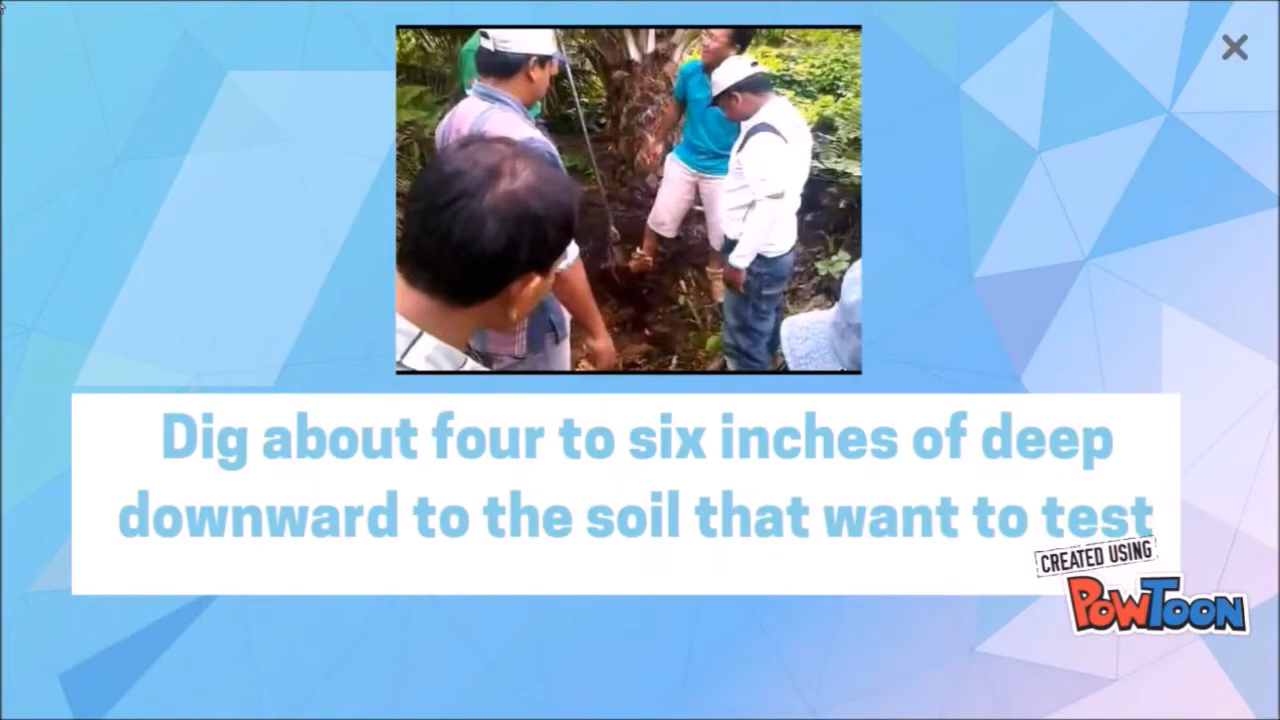 Dig about four to six inches of deep
downward to the soil that want to test
CREATED USING
POWTOON